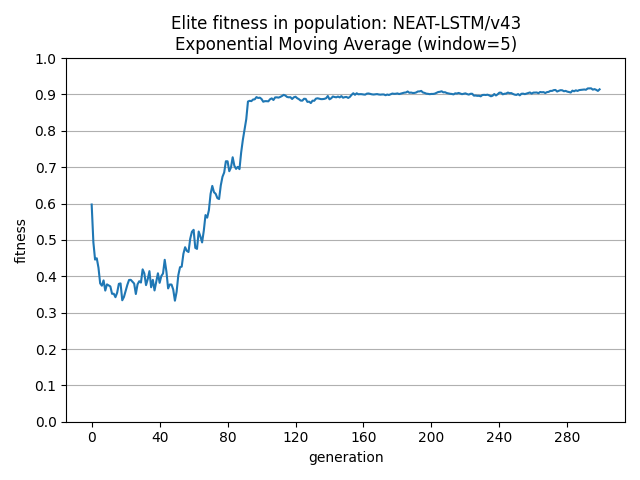 Elite fitness in population: NEAT-LSTM/v43
Exponential Moving Average (window=5)
1.0
0.9
0.8
0.7
0.6
0.5
0.4
0.3
0.2
0.1
0.0
fitness
0 40 80 120 160 200 240 280
generation